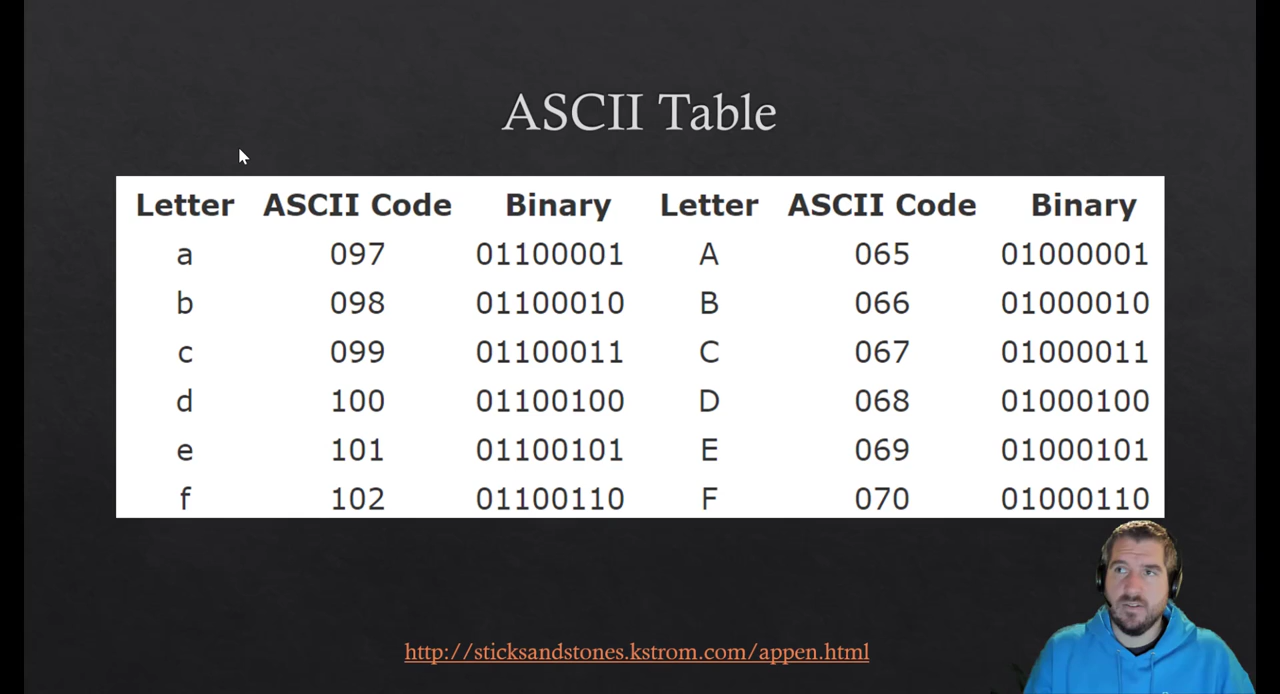 ASCII Table
Letter ASCII Code Binary Letter ASCII Code Binary
a 097 01100001 A 065 01000001
b 098 01100010 B 066 01000010
c 099 01100011 C 067 01000011
d 100 01100100 D 068 01000100
e 101 01100101 E 069 01000101
f 102 01100110 F 070 01000110
http://sticksandstones.kstrom.com/appen.html